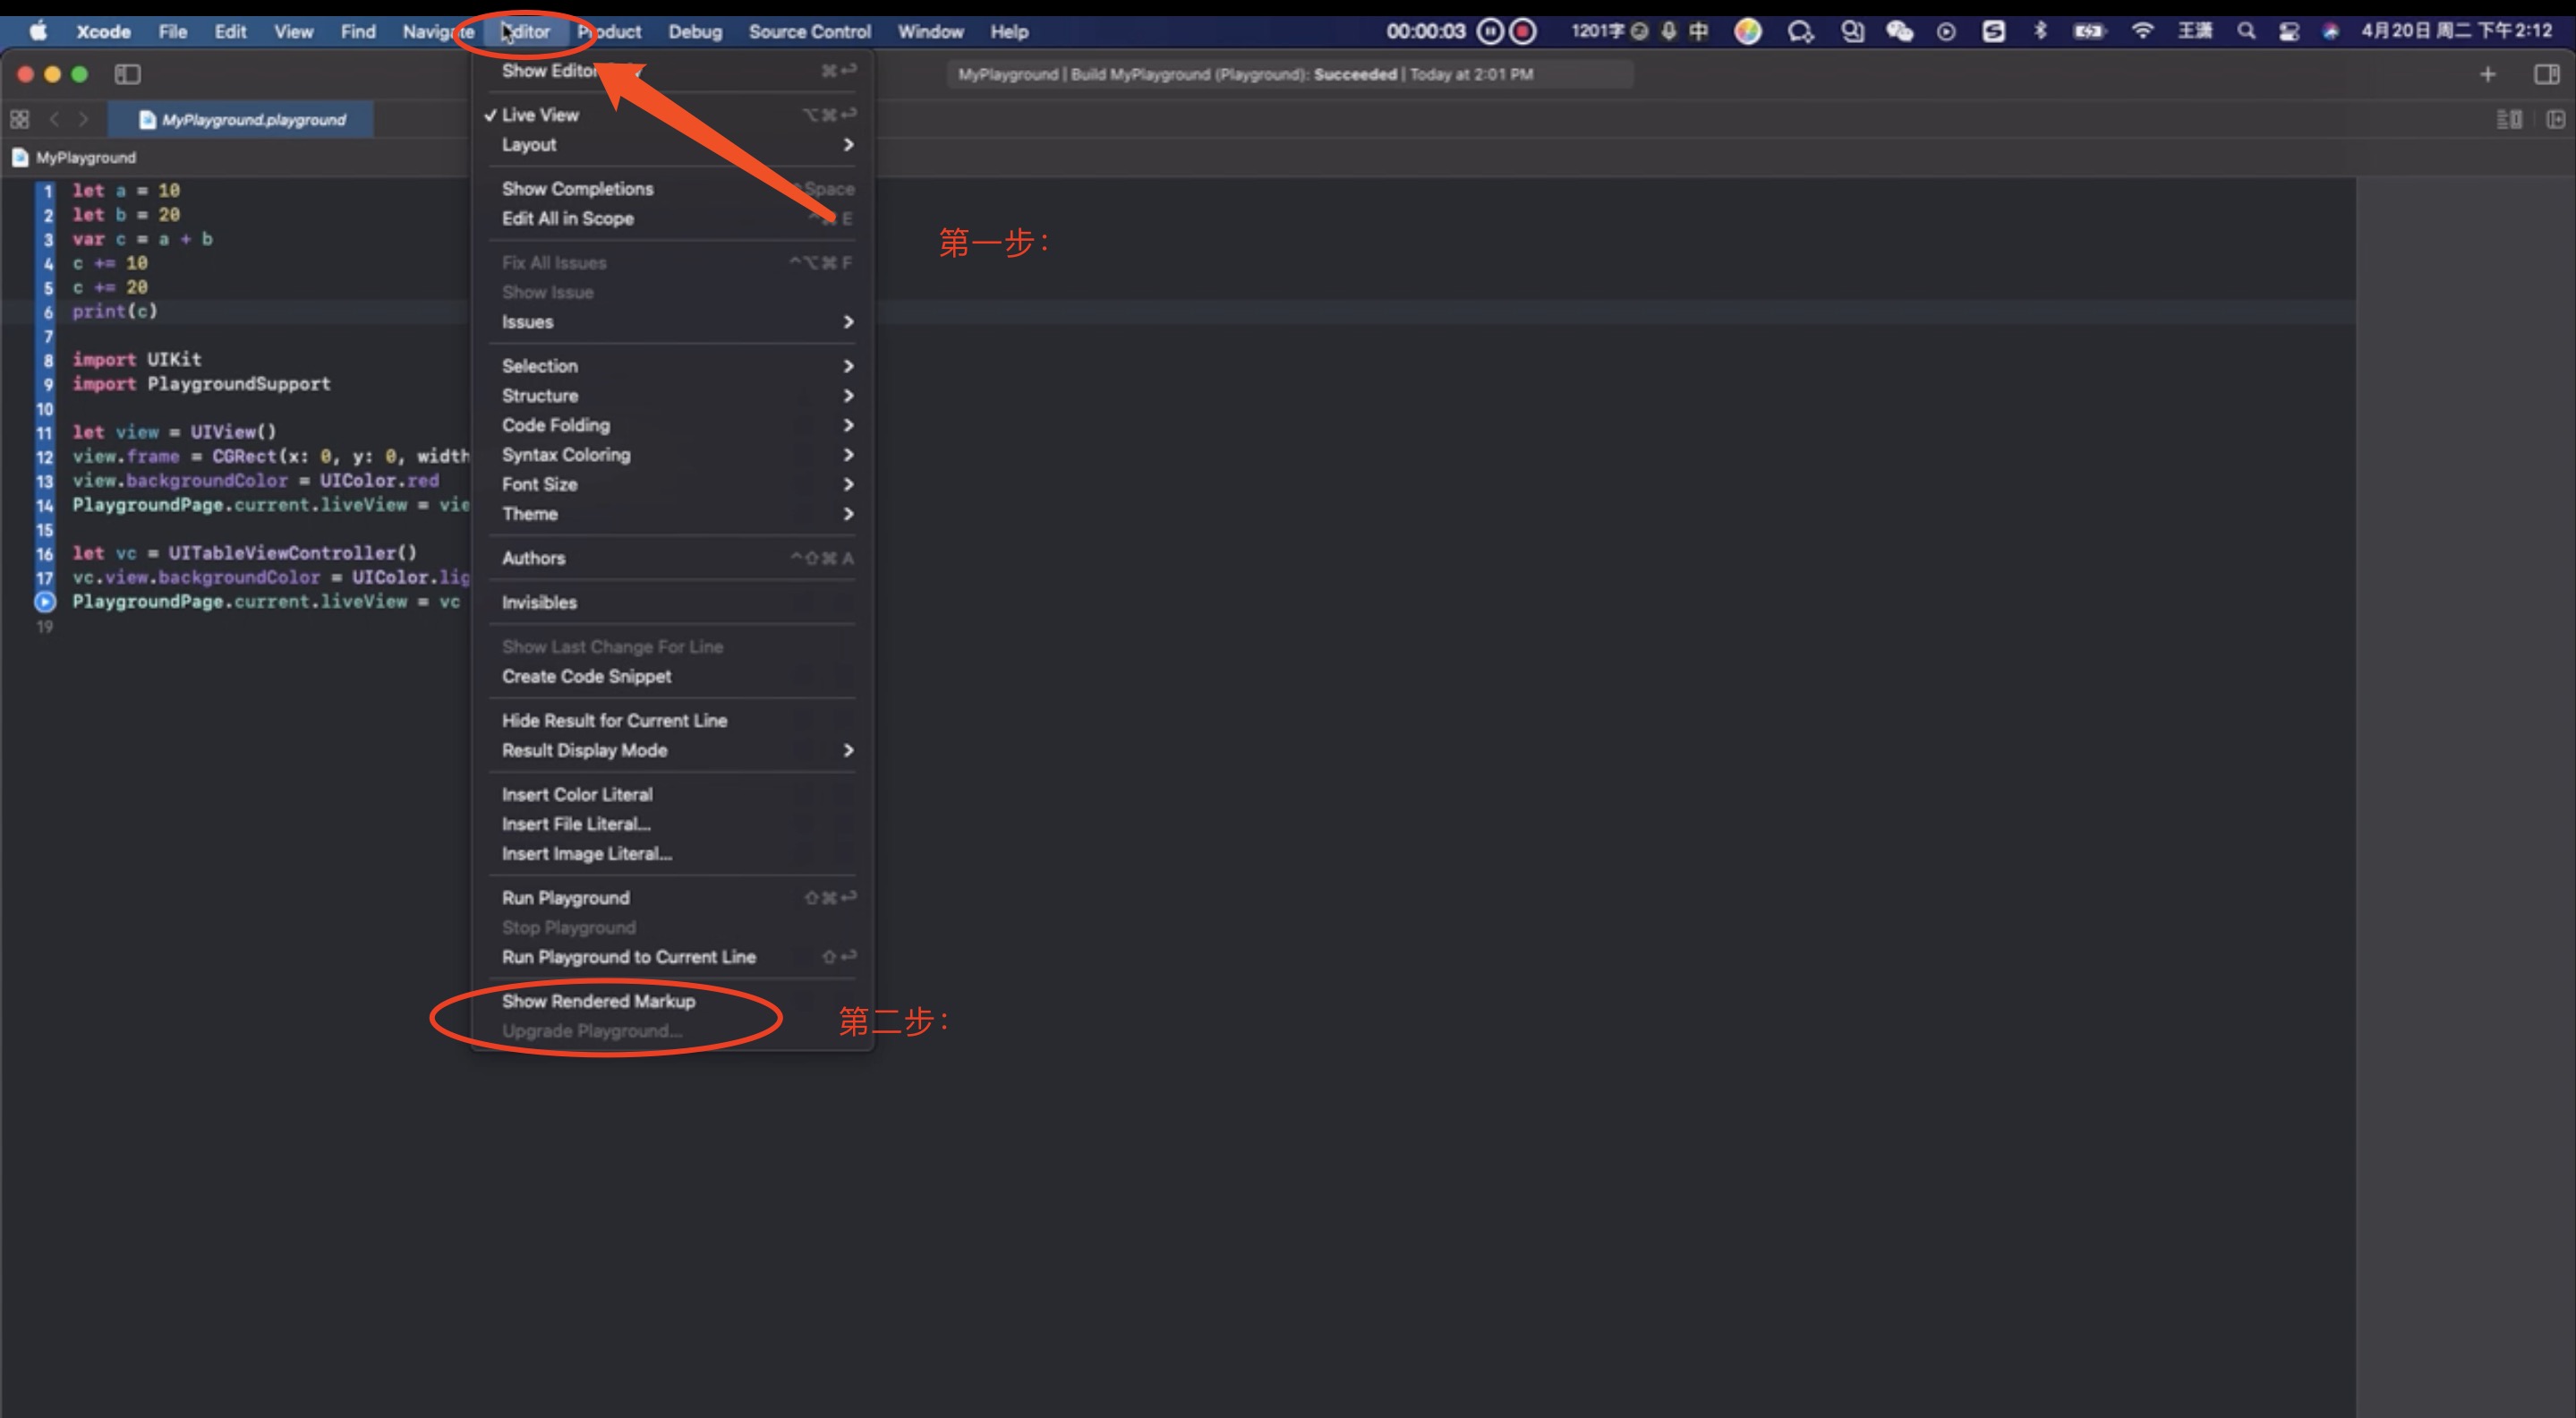 Xcode File Edit View Find Navigate Editor Product Debug Source Control Window Help 00:00:03 1201字 中 王潇 4月20日 周二 下午2:12
MyPlayground | Build MyPlayground (Playground): Succeeded | Today at 2:01 PM
MyPlayground.playground
MyPlayground
1 let a = 10
2 let b = 20
3 var c = a + b
4 c += 10
5 c += 20
6 print(c)
7
8 import UIKit
9 import PlaygroundSupport
10
11 let view = UIView()
12 view.frame = CGRect(x: 0, y: 0, width
13 view.backgroundColor = UIColor.red
14 PlaygroundPage.current.liveView = vie
15
16 let vc = UITableViewController()
17 vc.view.backgroundColor = UIColor.lig
PlaygroundPage.current.liveView = vc
19
Show Editor ⌘↩
✓ Live View ⌥⌘↩
Layout
Show Completions Space
Edit All in Scope E
Fix All Issues ^⌥⌘F
Show Issue
Issues
Selection
Structure
Code Folding
Syntax Coloring
Font Size
Theme
Authors ^⇧⌘A
Invisibles
Show Last Change For Line
Create Code Snippet
Hide Result for Current Line
Result Display Mode
Insert Color Literal
Insert File Literal...
Insert Image Literal...
Run Playground ⇧⌘↩
Stop Playground
Run Playground to Current Line ⇧↩
Show Rendered Markup
Upgrade Playground...
第一步：
第二步：